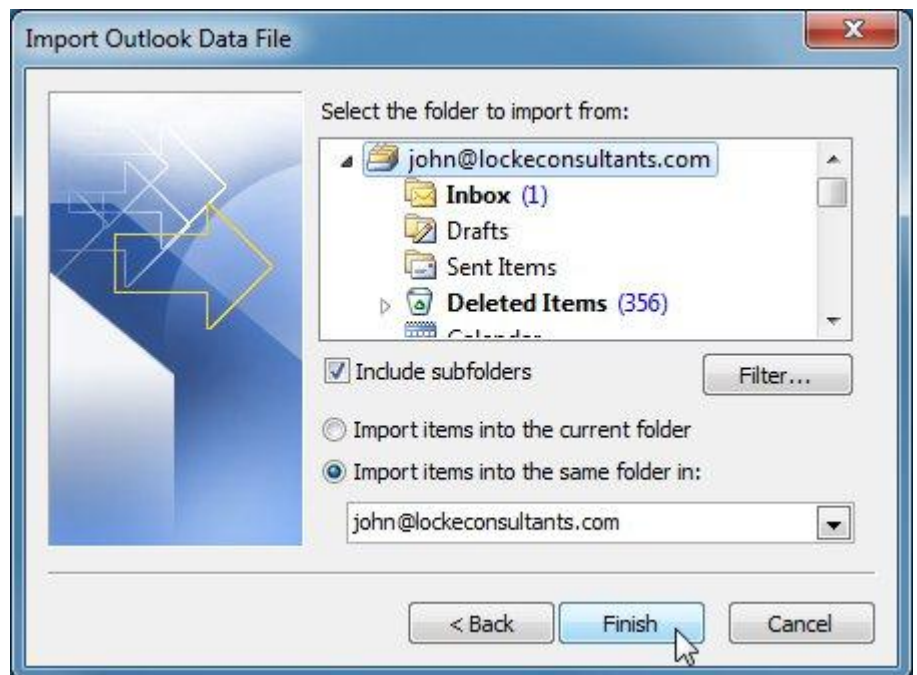 Import Outlook Data File
Select the folder to import from:
john@lockeconsultants.com
Inbox (1)
Drafts
Sent Items
Deleted Items (356)
Calendar
Include subfolders
Filter...
Import items into the current folder
Import items into the same folder in:
john@lockeconsultants.com
< Back Finish Cancel